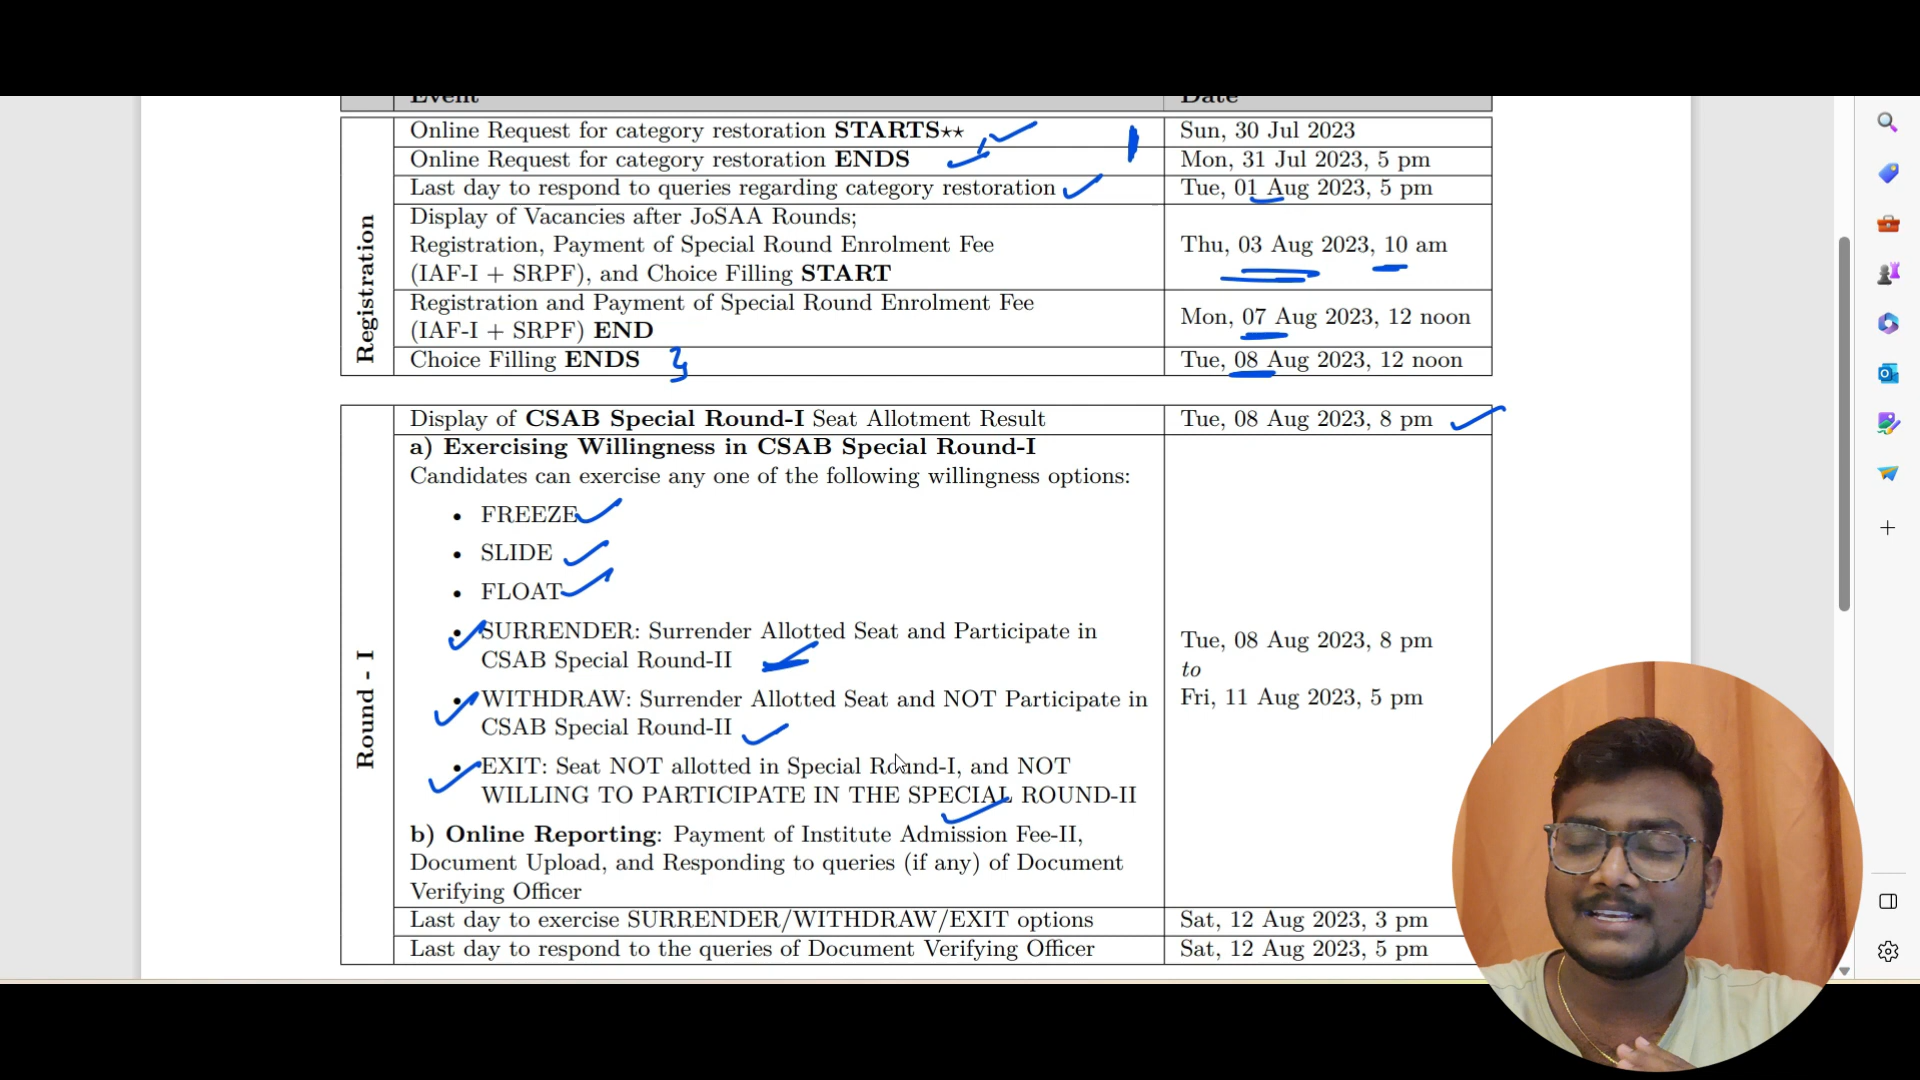 Event Date
Online Request for category restoration STARTS⋆⋆ Sun, 30 Jul 2023
Online Request for category restoration ENDS Mon, 31 Jul 2023, 5 pm
Last day to respond to queries regarding category restoration Tue, 01 Aug 2023, 5 pm
Registration
Display of Vacancies after JoSAA Rounds;
Registration, Payment of Special Round Enrolment Fee
(IAF-I + SRPF), and Choice Filling START
Thu, 03 Aug 2023, 10 am
Registration and Payment of Special Round Enrolment Fee
(IAF-I + SRPF) END
Mon, 07 Aug 2023, 12 noon
Choice Filling ENDS Tue, 08 Aug 2023, 12 noon
Display of CSAB Special Round-I Seat Allotment Result Tue, 08 Aug 2023, 8 pm
Round - I
a) Exercising Willingness in CSAB Special Round-I
Candidates can exercise any one of the following willingness options:
• FREEZE
• SLIDE
• FLOAT
• SURRENDER: Surrender Allotted Seat and Participate in
CSAB Special Round-II
• WITHDRAW: Surrender Allotted Seat and NOT Participate in
CSAB Special Round-II
• EXIT: Seat NOT allotted in Special Round-I, and NOT
WILLING TO PARTICIPATE IN THE SPECIAL ROUND-II
b) Online Reporting: Payment of Institute Admission Fee-II,
Document Upload, and Responding to queries (if any) of Document
Verifying Officer
Tue, 08 Aug 2023, 8 pm
to
Fri, 11 Aug 2023, 5 pm
Last day to exercise SURRENDER/WITHDRAW/EXIT options Sat, 12 Aug 2023, 3 pm
Last day to respond to the queries of Document Verifying Officer Sat, 12 Aug 2023, 5 pm